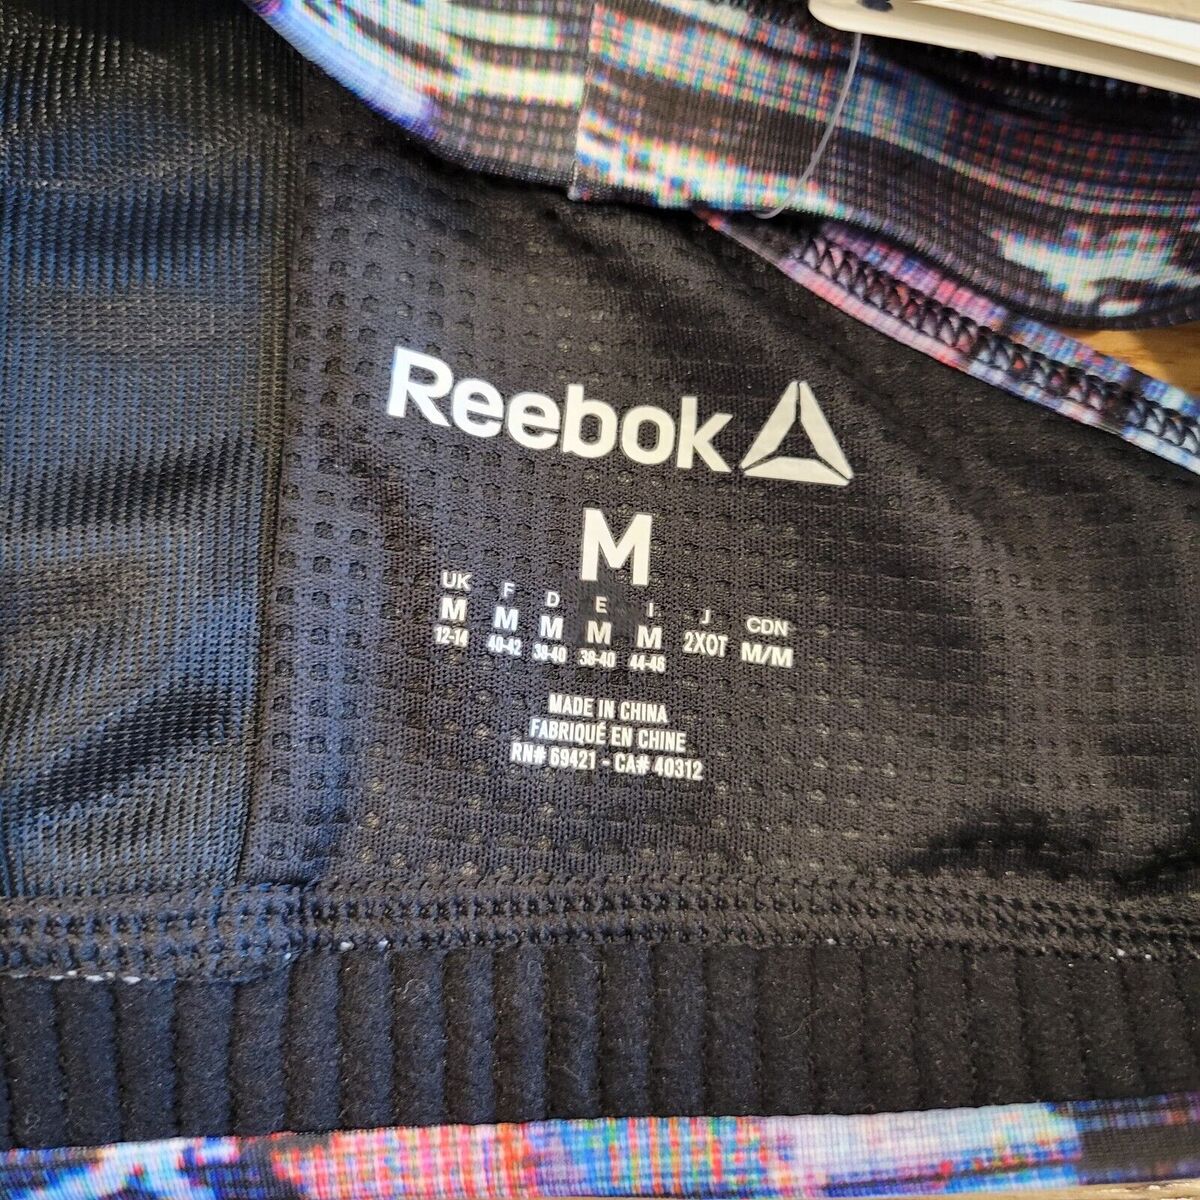 Reebok
M
UK F D E I J CDN
M M M M M 2XOT M/M
12-14 40-42 38-40 38-40 44-46
MADE IN CHINA
FABRIQUÉ EN CHINE
RN# 69421 - CA# 40312